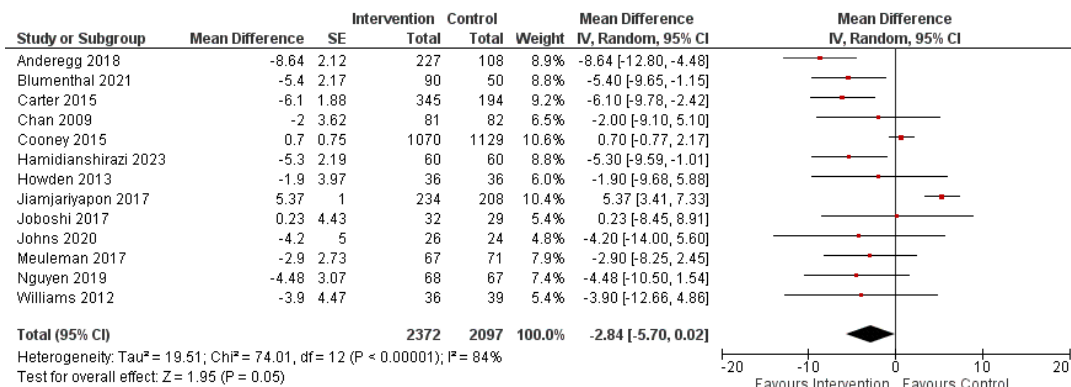 Intervention Control Mean Difference Mean Difference
Study or Subgroup Mean Difference SE Total Total Weight IV, Random, 95% CI IV, Random, 95% CI
Anderegg 2018 -8.64 2.12 227 108 8.9% -8.64 [-12.80, -4.48]
Blumenthal 2021 -5.4 2.17 90 50 8.8% -5.40 [-9.65, -1.15]
Carter 2015 -6.1 1.88 345 194 9.2% -6.10 [-9.78, -2.42]
Chan 2009 -2 3.62 81 82 6.4% -2.00 [-9.10, 5.10]
Cooney 2015 0.7 0.75 1070 1129 10.6% 0.70 [-0.77, 2.17]
Hamidianshirazi 2023 -5.3 2.19 60 60 8.8% -5.30 [-9.59, -1.01]
Howden 2013 -1.9 3.97 36 36 6.0% -1.90 [-9.68, 5.88]
Jiamjariyapon 2017 5.37 1 234 208 10.4% 5.37 [3.41, 7.33]
Joboshi 2017 0.23 4.43 32 29 5.4% 0.23 [-8.45, 8.91]
Johns 2020 -4.2 5 26 24 4.8% -4.20 [-14.00, 5.60]
Meuleman 2017 -2.9 2.73 67 71 7.9% -2.90 [-8.25, 2.45]
Nguyen 2019 -4.48 3.07 68 67 7.4% -4.48 [-10.50, 1.54]
Williams 2012 -3.9 4.47 36 39 5.4% -3.90 [-12.66, 4.86]
Total (95% CI) 2372 2097 100.0% -2.84 [-5.70, 0.02]
Heterogeneity: Tau² = 19.51; Chi² = 74.01, df = 12 (P < 0.00001); I² = 84%
Test for overall effect: Z = 1.95 (P = 0.05)
-20 -10 0 10 20
Favours Intervention Favours Control